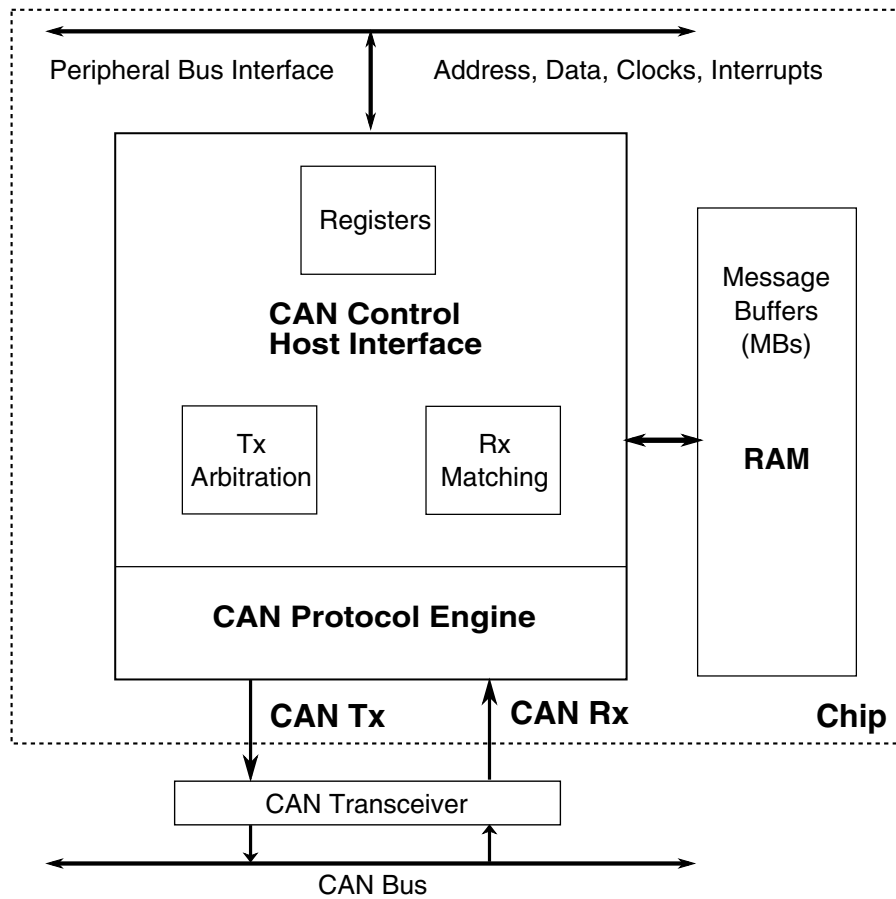 Peripheral Bus Interface
Address, Data, Clocks, Interrupts
Registers
CAN Control
Host Interface
Message
Buffers
(MBs)
Tx
Arbitration
Rx
Matching
RAM
CAN Protocol Engine
CAN Tx
CAN Rx
Chip
CAN Transceiver
CAN Bus